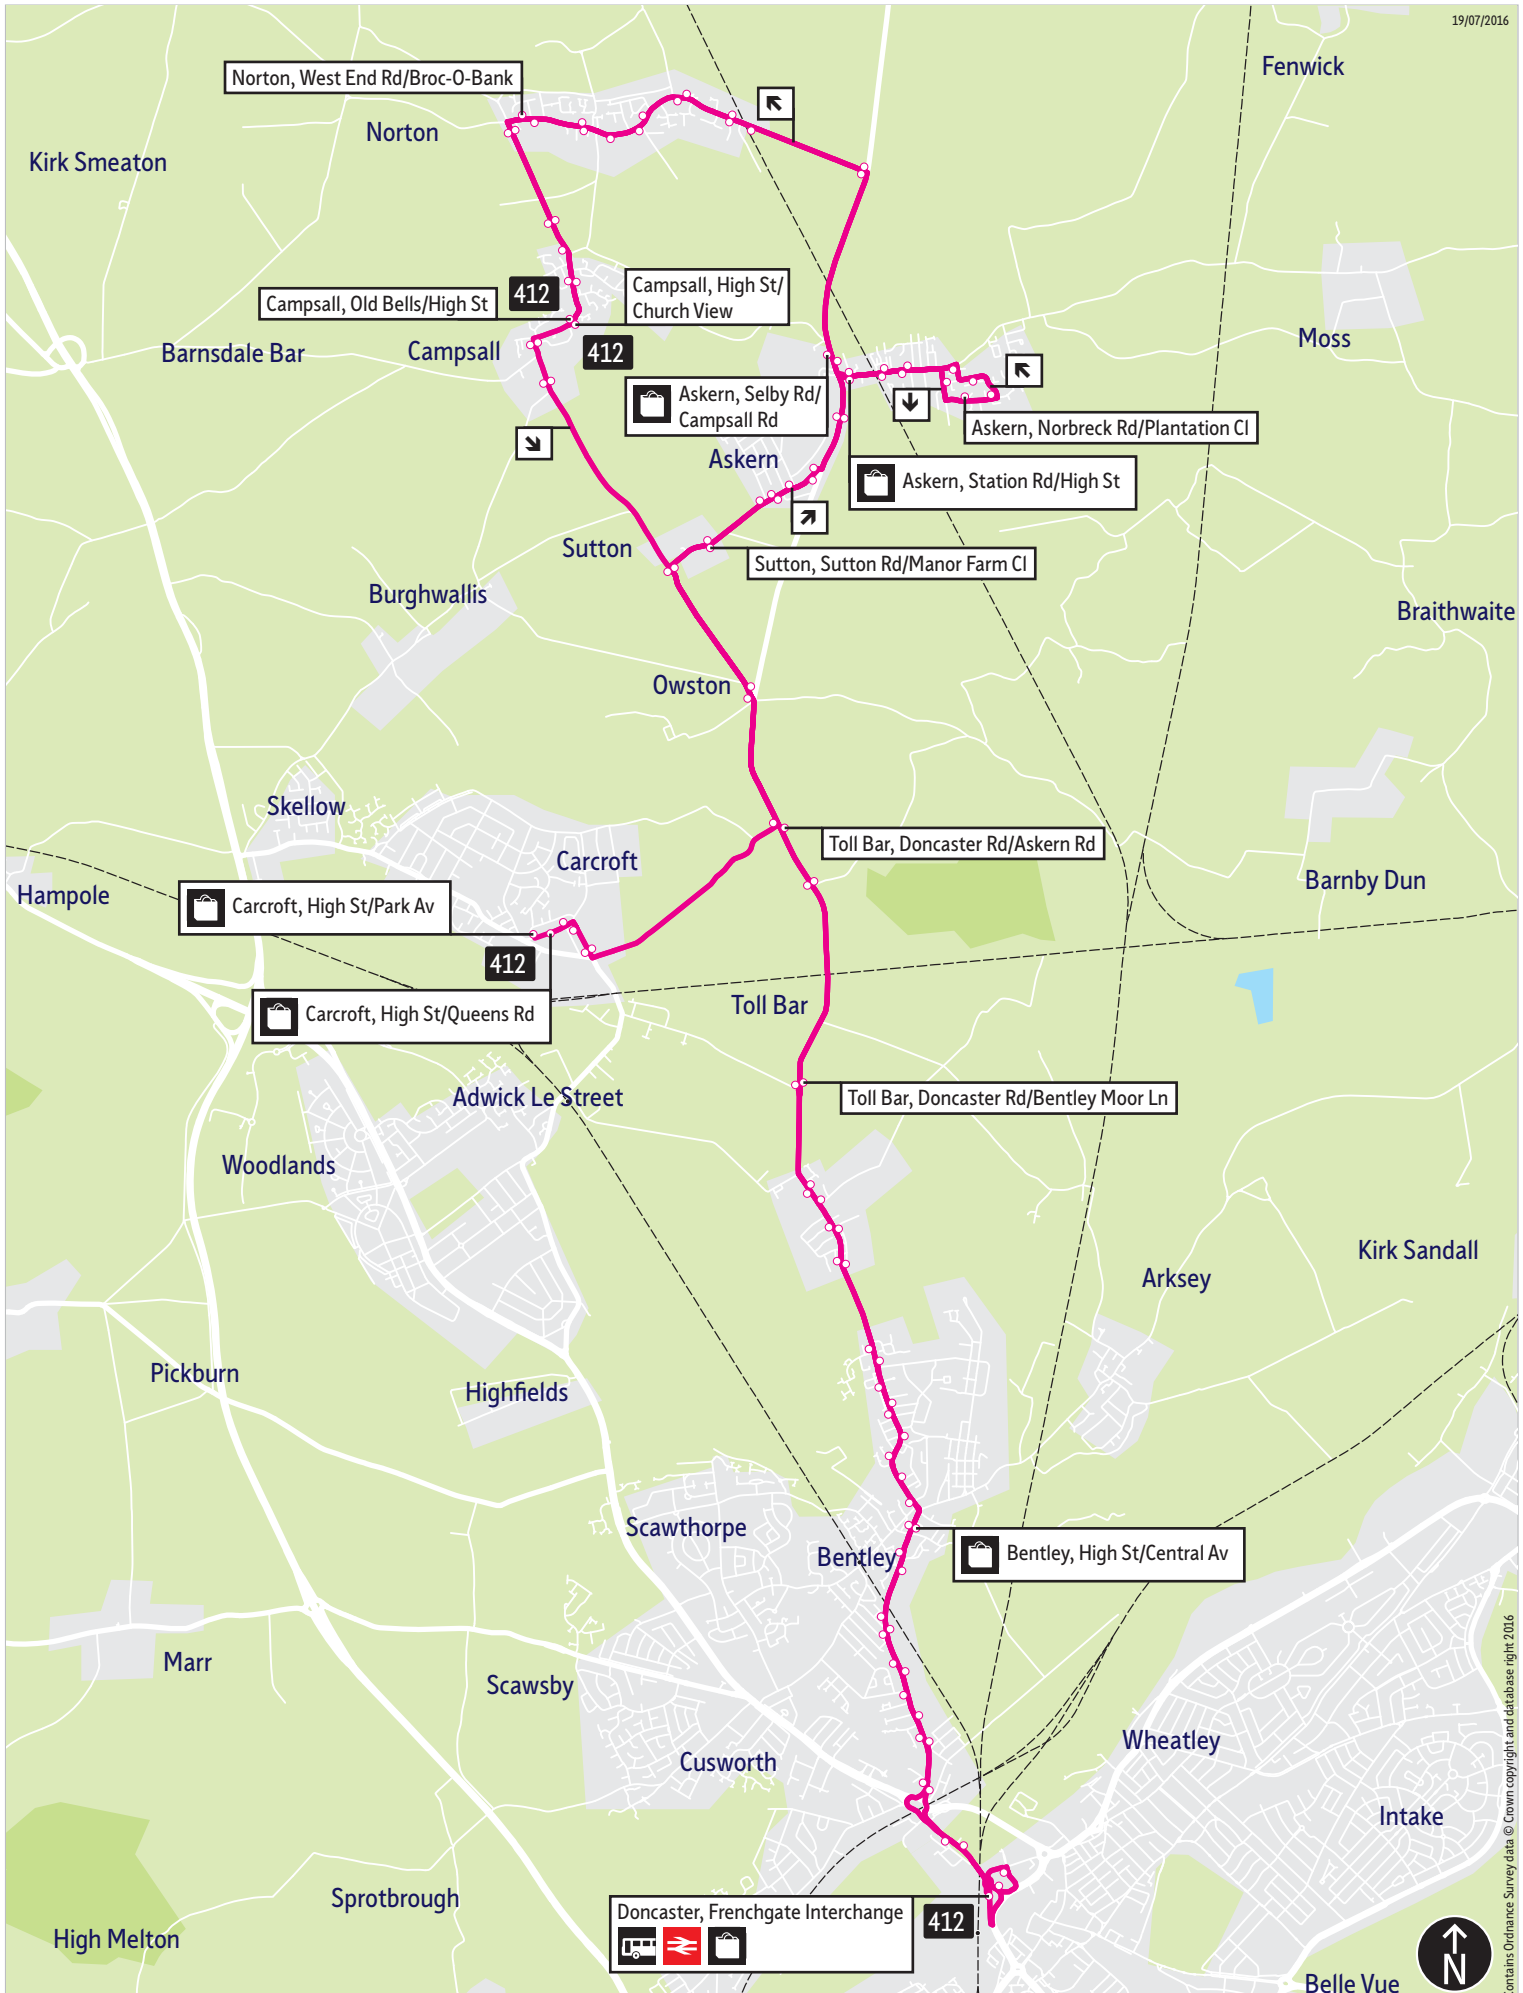 19/07/2016
Fenwick
Norton, West End Rd/Broc-O-Bank
Norton
Kirk Smeaton
Campsall, Old Bells/High St
412
Campsall, High St/
Church View
412
Moss
Barnsdale Bar
Campsall
Askern, Selby Rd/
Campsall Rd
Askern, Norbreck Rd/Plantation Cl
Askern
Askern, Station Rd/High St
Sutton
Sutton, Sutton Rd/Manor Farm Cl
Burghwallis
Braithwaite
Owston
Skellow
Toll Bar, Doncaster Rd/Askern Rd
Carcroft
Barnby Dun
Hampole
Carcroft, High St/Park Av
412
Carcroft, High St/Queens Rd
Toll Bar
Adwick Le Street
Toll Bar, Doncaster Rd/Bentley Moor Ln
Woodlands
Kirk Sandall
Arksey
Pickburn
Highfields
Scawthorpe
Bentley
Bentley, High St/Central Av
Marr
Scawsby
Wheatley
Cusworth
Intake
Sprotbrough
Doncaster, Frenchgate Interchange
412
High Melton
Belle Vue
N
ontains Ordnance Survey data © Crown copyright and database right 2016